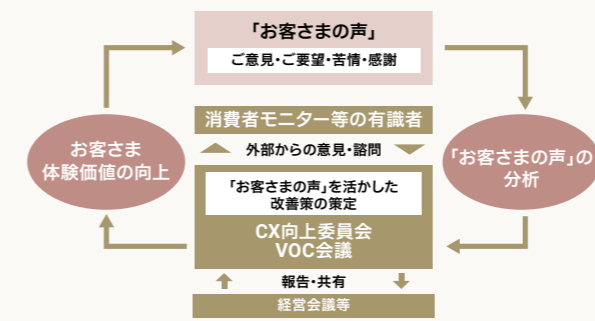 「お客さまの声」
ご意見・ご要望・苦情・感謝
消費者モニター等の有識者
外部からの意見・諮問
お客さま
体験価値の向上
「お客さまの声」の
分析
「お客さまの声」を活かした
改善策の策定
CX向上委員会
VOC会議
報告・共有
経営会議等